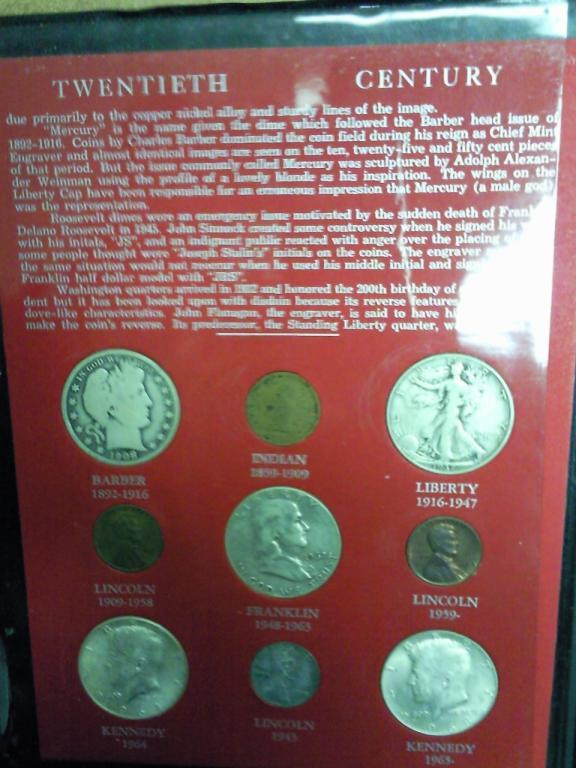 TWENTIETH CENTURY
due primarily to the copper nickel alloy and sturdy lines of the image.
"Mercury" is the name given the dime which followed the Barber head issue of
1892-1916. Coins by Charles Barber dominated the coin field during his reign as Chief Mint
Engraver and almost identical images are seen on the ten, twenty-five and fifty cent pieces
of that period. But the issue commonly called Mercury was sculptured by Adolph Alexan-
der Weinman using the profile of a lovely blonde as his inspiration. The wings on the
Liberty Cap have been responsible for an erroneous impression that Mercury (a male god)
was the representation.
Roosevelt dimes were an emergency issue motivated by the sudden death of
Delano Roosevelt in 1945. John Sinnock created some controversy when he signed his
with his initals, "JS", and an indignant public reacted with anger over the placing
some people thought were "Joseph Stalin's" initials on the coins. The engraver
the same situation would not reoccur when he used his middle initial and
Franklin half dollar model with "JRS".
Washington quarters arrived in 1932 and honored the 200th birthday of
dent but it has been looked upon with disdain because its reverse features
dove-like characteristics. John Flanagan, the engraver, is said to have
make the coin's reverse. Its predecessor, the Standing Liberty quarter,
IN GOD WE
1908
BARBER
1892-1916
INDIAN
1859-1909
LIBERTY
1916-1947
LINCOLN
1909-1958
FRANKLIN
1948-1963
LINCOLN
1959-
KENNEDY
1964
LINCOLN
1943
KENNEDY
1965-